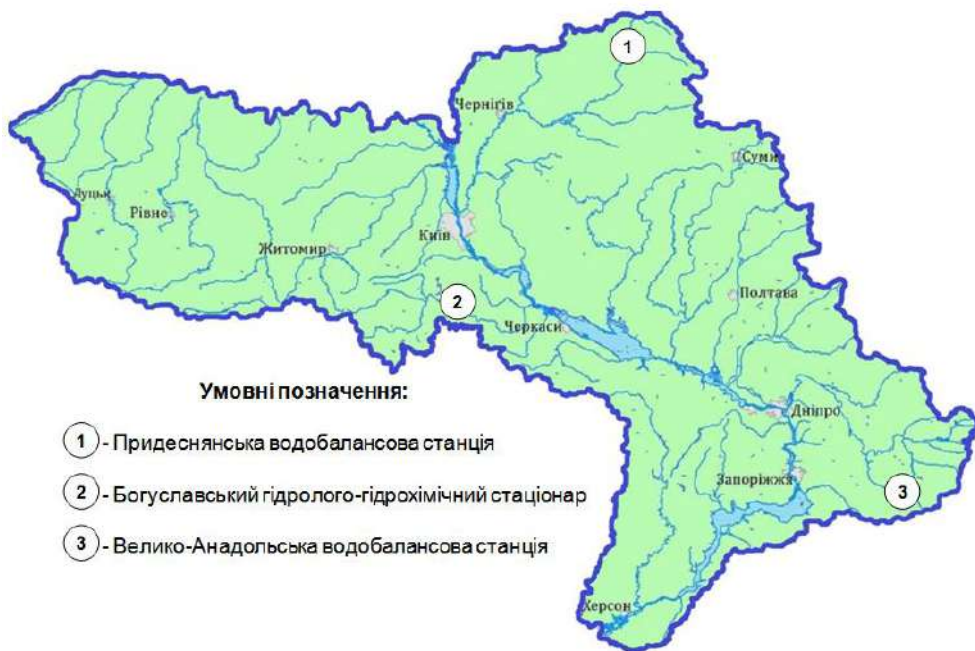 1
Чернігів
Суми
Луцьк
Рівне
Житомир
Київ
2
Полтава
Черкаси
Умовні позначення:
Дніпро
1 - Придеснянська водобалансова станція
Запоріжжя
2 - Богуславський гідролого-гідрохімічний стаціонар
3
3 - Велико-Анадольська водобалансова станція
Херсон